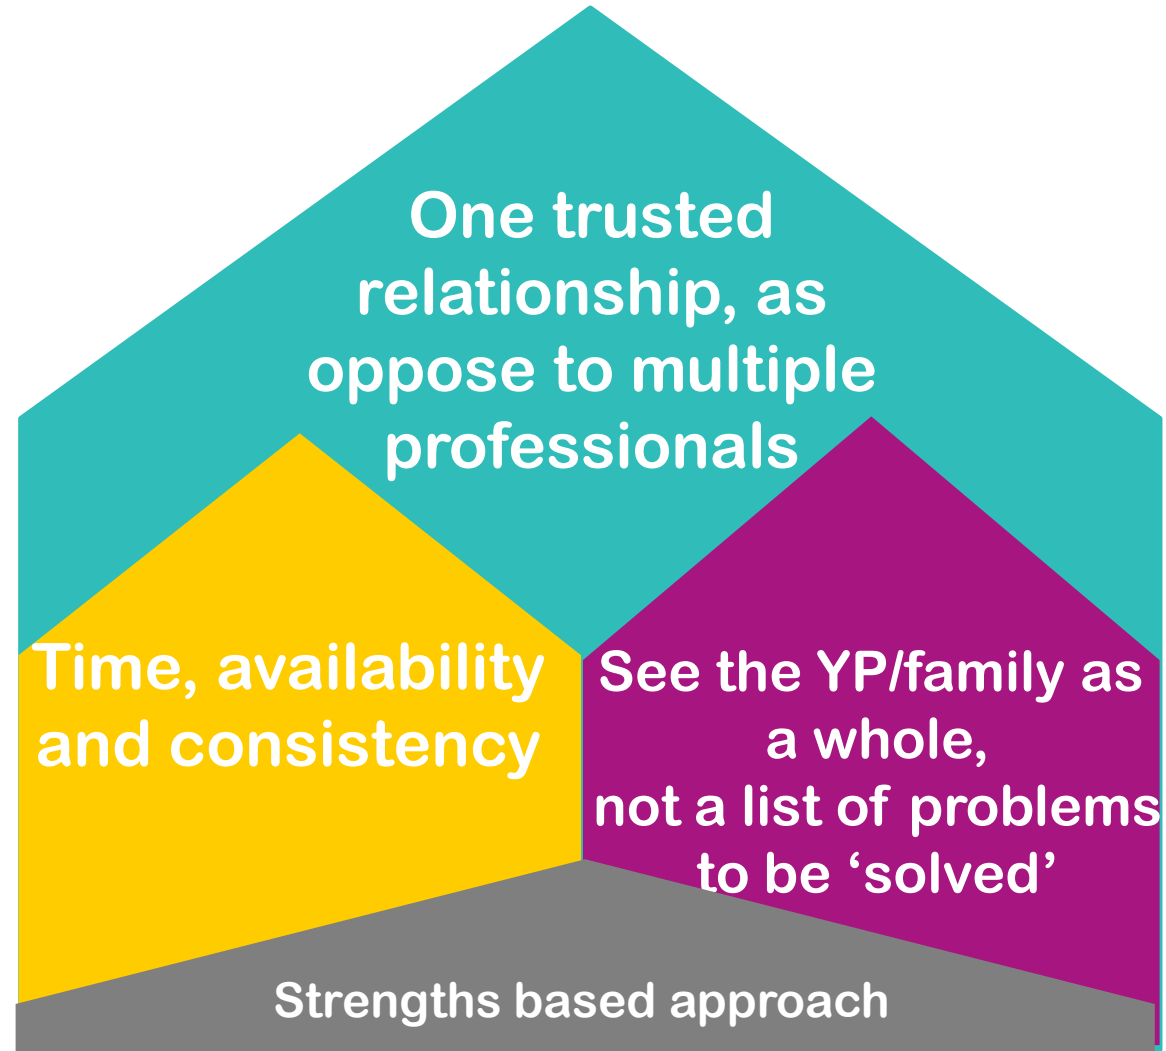 One trusted
relationship, as
oppose to multiple
professionals
Time, availability
and consistency
See the YP/family as
a whole,
not a list of problems
to be ‘solved’
Strengths based approach